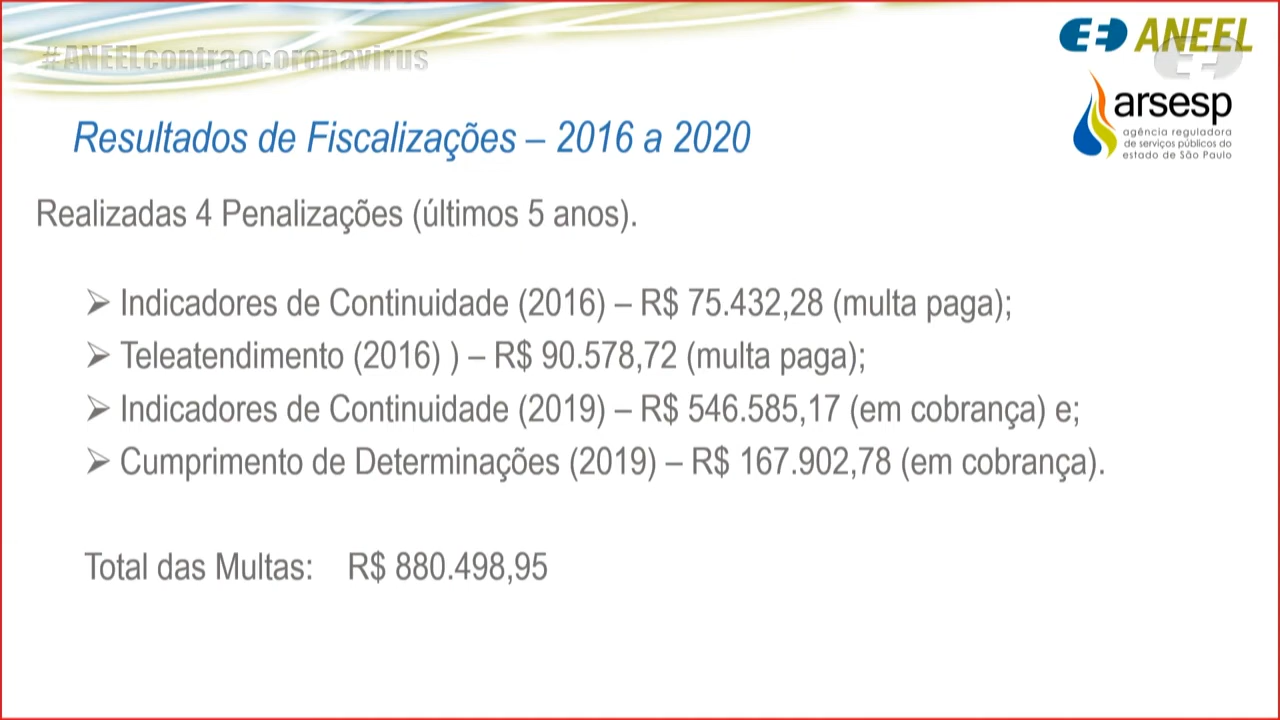 #ANEELcontraocoronavirus
ANEEL
arsesp
agência reguladora
de serviços públicos do
estado de São Paulo
Resultados de Fiscalizações – 2016 a 2020
Realizadas 4 Penalizações (últimos 5 anos).
➢ Indicadores de Continuidade (2016) – R$ 75.432,28 (multa paga);
➢ Teleatendimento (2016) ) – R$ 90.578,72 (multa paga);
➢ Indicadores de Continuidade (2019) – R$ 546.585,17 (em cobrança) e;
➢ Cumprimento de Determinações (2019) – R$ 167.902,78 (em cobrança).
Total das Multas: R$ 880.498,95